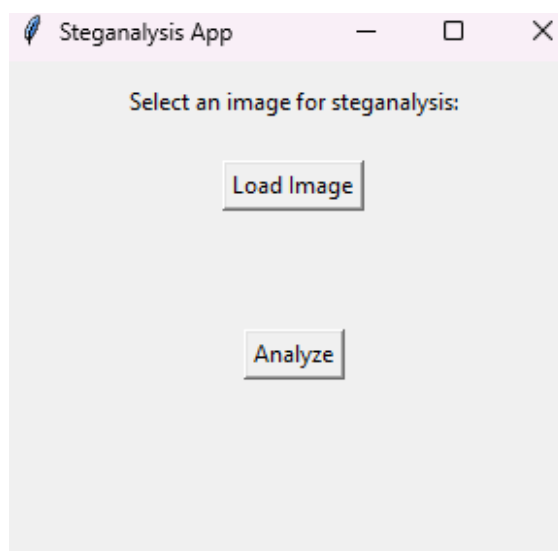 Steganalysis App
Select an image for steganalysis:
Load Image
Analyze